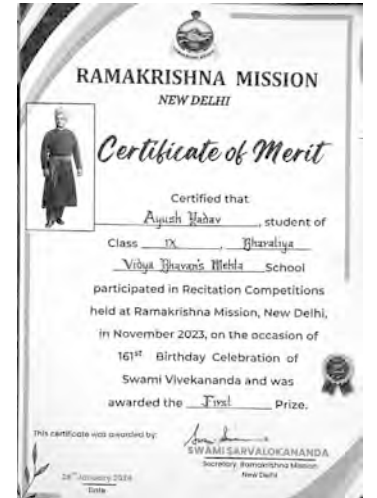 RAMAKRISHNA MISSION
NEW DELHI
Certificate of Merit
Certified that
Ayush Yadav, student of
Class IX, Bharatiya
Vidya Bhavan's Mehta School
participated in Recitation Competitions
held at Ramakrishna Mission, New Delhi,
in November 2023, on the occasion of
161st Birthday Celebration of
Swami Vivekananda and was
awarded the First Prize.
This certificate was awarded by:
SWAMI SARVALOKANANDA
Secretary, Ramakrishna Mission
New Delhi
28th January 2024
Date